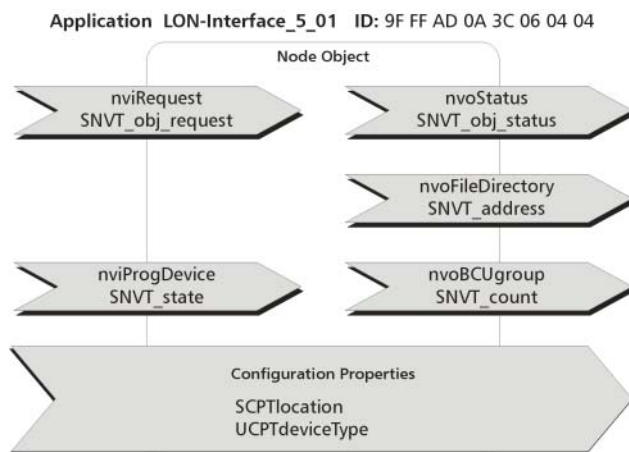 Application LON-Interface_5_01 ID: 9F FF AD 0A 3C 06 04 04
Node Object
nviRequest
SNVT_obj_request
nvoStatus
SNVT_obj_status
nvoFileDirectory
SNVT_address
nviProgDevice
SNVT_state
nvoBCUgroup
SNVT_count
Configuration Properties
SCPTlocation
UCPTdeviceType